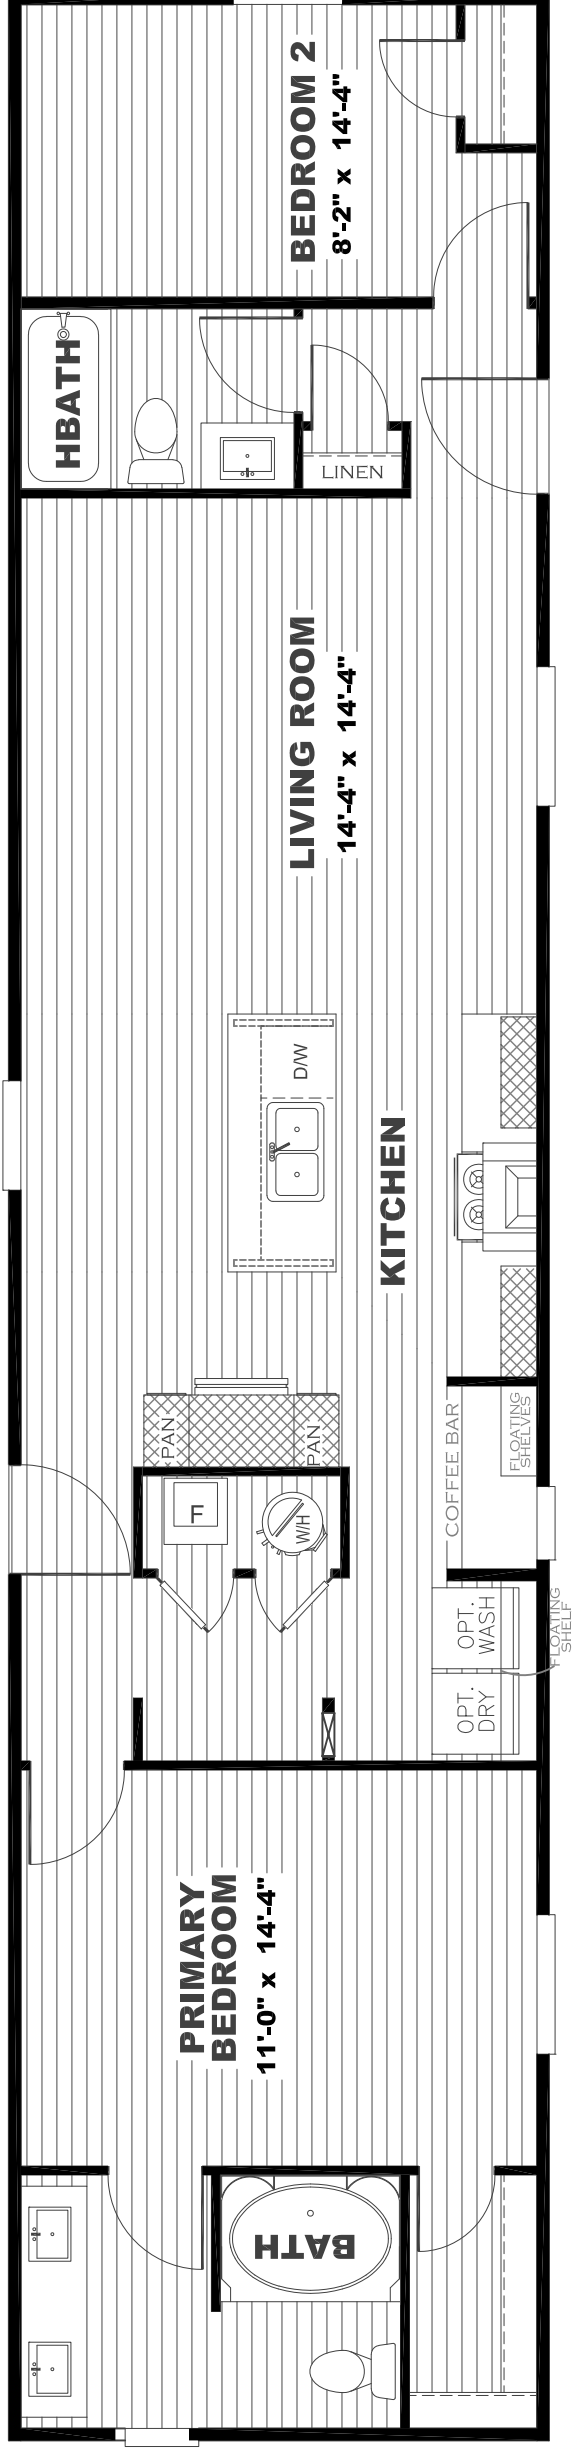 BEDROOM 2
8'-2" x 14'-4"
HBATH
LINEN
LIVING ROOM
14'-4" x 14'-4"
D/W
KITCHEN
PAN
PAN
COFFEE BAR
FLOATING
SHELVES
F
W/H
OPT.
WASH
FLOATING
SHELF
OPT.
DRY
PRIMARY
BEDROOM
11'-0" x 14'-4"
BATH